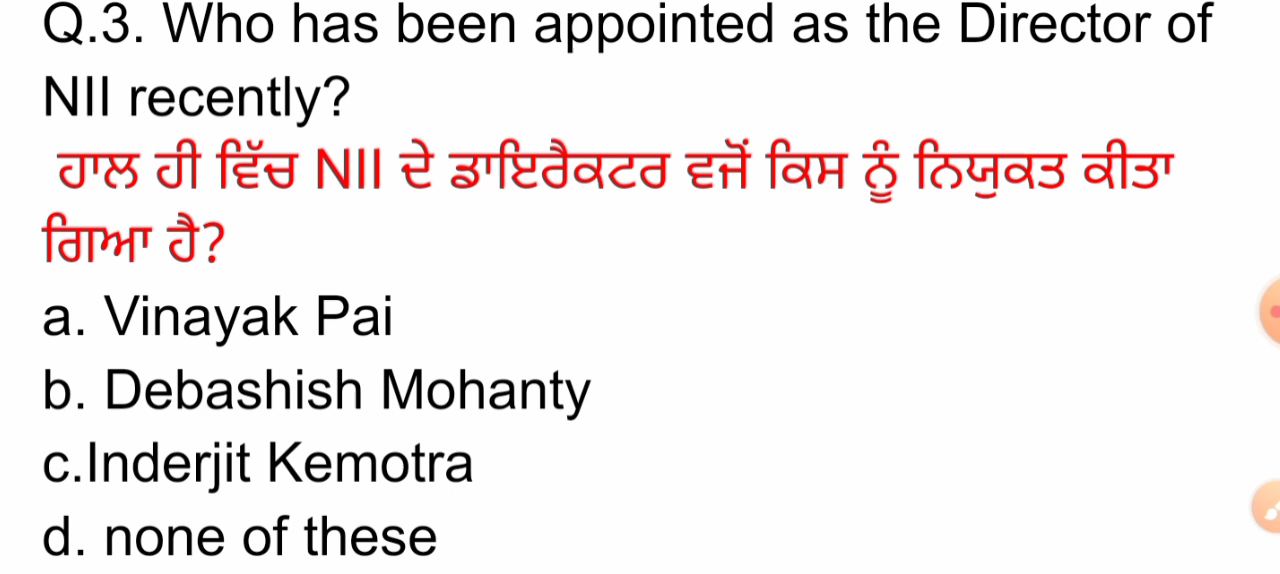 Q.3. Who has been appointed as the Director of
NII recently?
ਹਾਲ ਹੀ ਵਿੱਚ NII ਦੇ ਡਾਇਰੈਕਟਰ ਵਜੋਂ ਕਿਸ ਨੂੰ ਨਿਯੁਕਤ ਕੀਤਾ
ਗਿਆ ਹੈ?
a. Vinayak Pai
b. Debashish Mohanty
c.Inderjit Kemotra
d. none of these